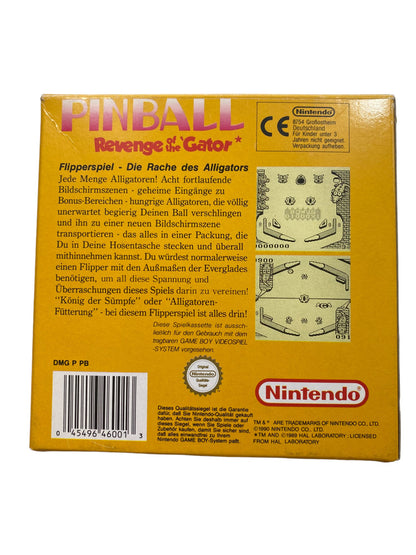 PINBALL
Revenge of the 'Gator
Nintendo
8754 Großostheim
Deutschland
Für Kinder unter 3
Jahren nicht geeignet.
Verpackung aufheben.
CE
Flipperspiel - Die Rache des Alligators
Jede Menge Alligatoren! Acht fortlaufende
Bildschirmszenen - geheime Eingänge zu
Bonus-Bereichen - hungrige Alligatoren, die völlig
unerwartet begierig Deinen Ball verschlingen
und ihn zu einer neuen Bildschirmszene
transportieren - das alles in einer Packung, die
Du in Deine Hosentasche stecken und überall
mithinnehmen kannst. Du würdest normalerweise
einen Flipper mit den Außmaßen der Everglades
benötigen, um all diese Spannung und
Überraschungen dieses Spiels darin zu vereinen!
"König der Sümpfe" oder "Alligatoren-
Fütterung" - bei diesem Flipperspiel ist alles drin!
Diese Spielkassette ist aussch-
ließlich für den Gebrauch mit dem
tragbaren GAME BOY VIDEOSPIEL
-SYSTEM vorgesehen.
DMG P PB
Original
Nintendo
Qualitäts-
Siegel
Nintendo
0 45496 46001 3
Dieses Qualitätssiegel ist die Garantie
dafür, daß Sie Nintendo-Qualität gekauft
haben. Achten Sie deshalb immer auf
dieses Siegel, wenn Sie Spiele oder
Zubehör kaufen, damit Sie sicher sind,
daß alles einwandfrei zu Ihrem
Nintendo GAME BOY-System paßt.
TM & ® ARE TRADEMARKS OF NINTENDO CO., LTD.
©1990 NINTENDO CO., LTD.
*TM AND ©1989 HAL LABORATORY : LICENSED
FROM HAL LABORATORY.